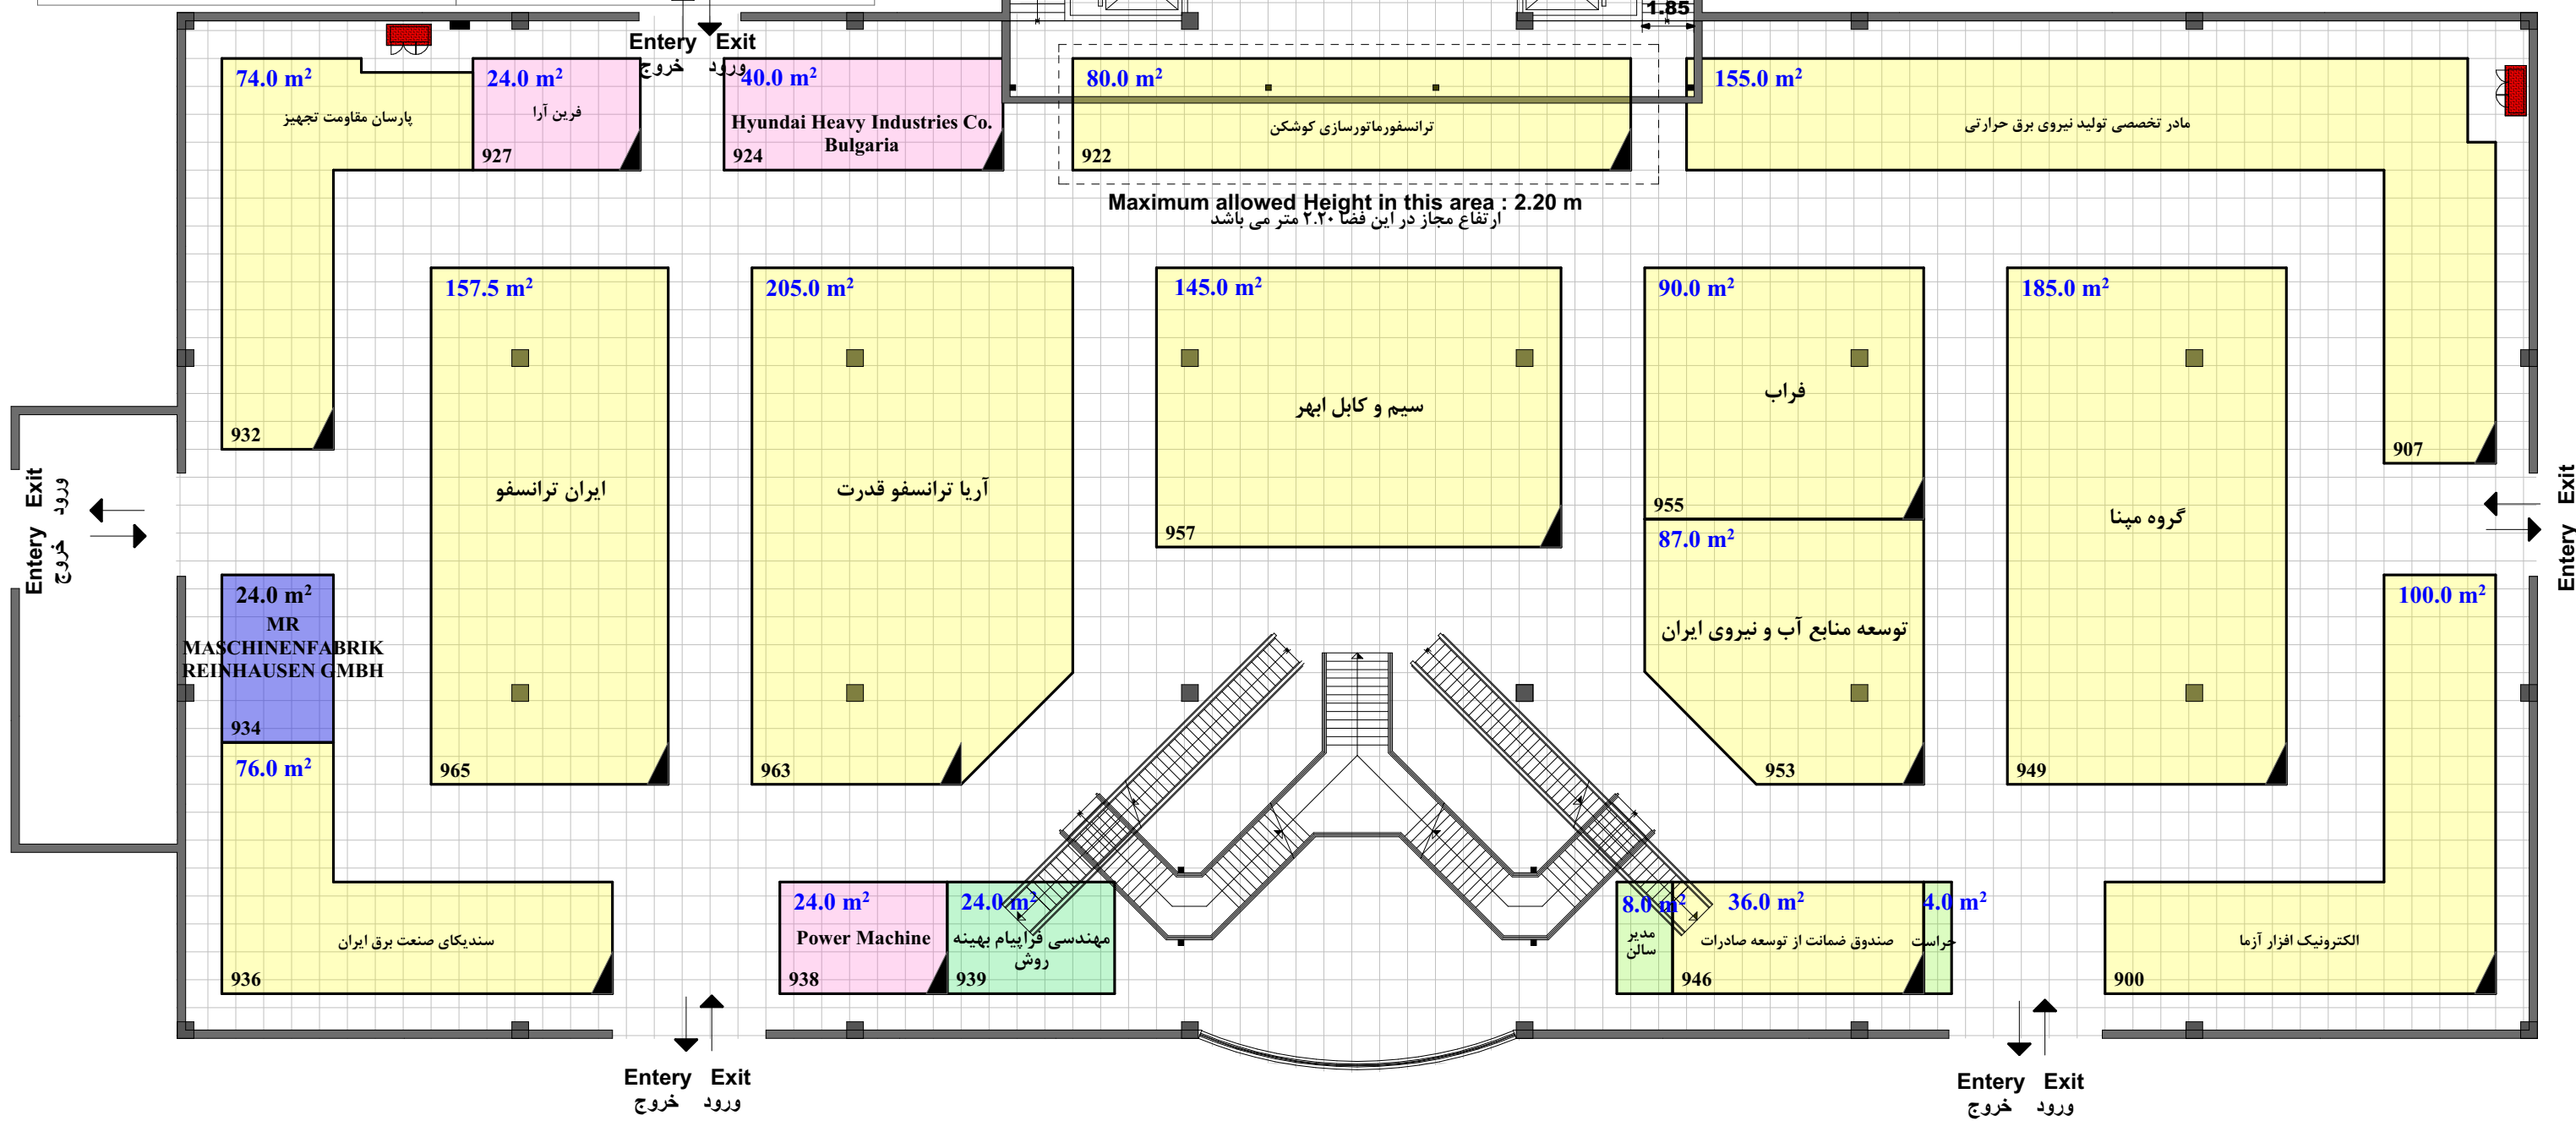 1.85
Entery Exit
خروج ورود
74.0 m²
پارسان مقاومت تجهیز
932
24.0 m²
فرین آرا
927
40.0 m²
Hyundai Heavy Industries Co.
Bulgaria
924
80.0 m²
ترانسفورماتورسازی کوشکن
922
155.0 m²
مادر تخصصی تولید نیروی برق حرارتی
907
Maximum allowed Height in this area : 2.20 m
ارتفاع مجاز در این فضا ۲.۲۰ متر می باشد
157.5 m²
ایران ترانسفو
965
205.0 m²
آریا ترانسفو قدرت
963
145.0 m²
سیم و کابل ابهر
957
90.0 m²
فراب
955
87.0 m²
توسعه منابع آب و نیروی ایران
953
185.0 m²
گروه مپنا
949
Entery Exit
خروج ورود
Entery Exit
24.0 m²
MR
MASCHINENFABRIK
REINHAUSEN GMBH
934
76.0 m²
سندیکای صنعت برق ایران
936
24.0 m²
Power Machine
938
24.0 m²
مهندسی فراپیام بهینه
روش
939
8.0 m²
مدیر
سالن
36.0 m²
صندوق ضمانت از توسعه صادرات
946
4.0 m²
حراست
100.0 m²
الکترونیک افزار آزما
900
Entery Exit
خروج ورود
Entery Exit
خروج ورود